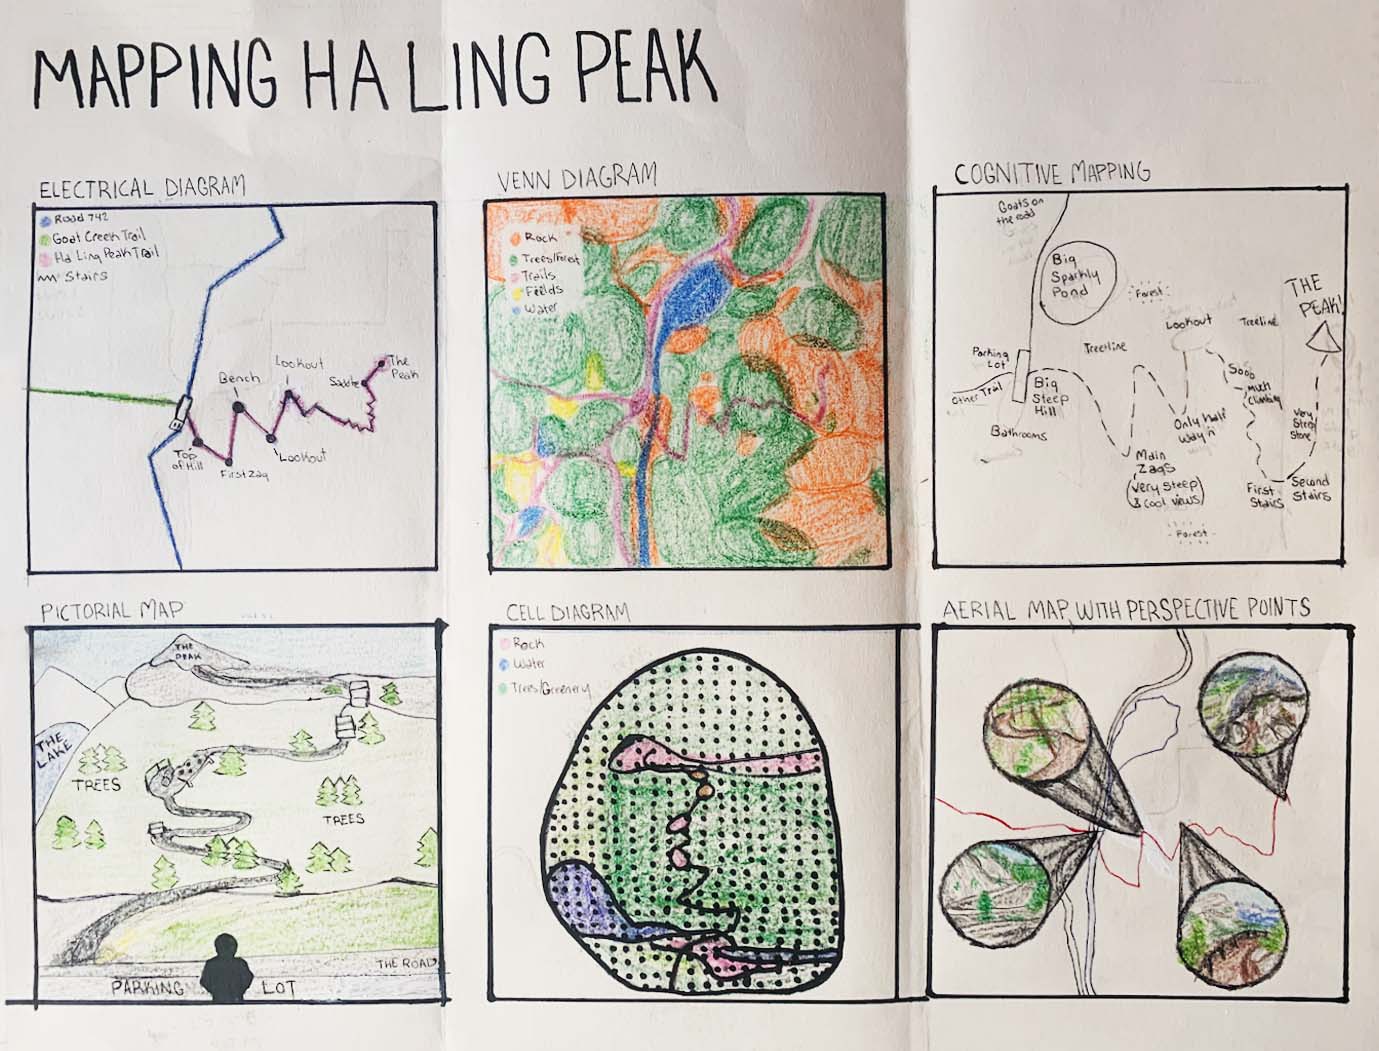 MAPPING HA LING PEAK
ELECTRICAL DIAGRAM
Road 742
Goat Creek Trail
Ha Ling Peak Trail
Stairs
Lookout
The
Peak
Saddle
Bench
Top
of Hill
First Zag
Lookout
VENN DIAGRAM
Rock
Trees/Forest
Trails
Fields
Water
COGNITIVE MAPPING
Goats on
the road
Big
Sparkly
Pond
Forest
THE
PEAK!
Lookout
Treeline
Treeline
Parking
Lot
Other Trail
Big
Steep
Hill
Bathrooms
Sooo
Much
Climbing
Only half
way
Very
Steep
Stone
Main
Zags
(very steep
& cool views)
First
Stairs
Second
Stairs
Forest
PICTORIAL MAP
THE
PEAK
THE
LAKE
TREES
TREES
THE ROAD
PARKING LOT
CELL DIAGRAM
Rock
Water
Trees/Greenery
AERIAL MAP WITH PERSPECTIVE POINTS